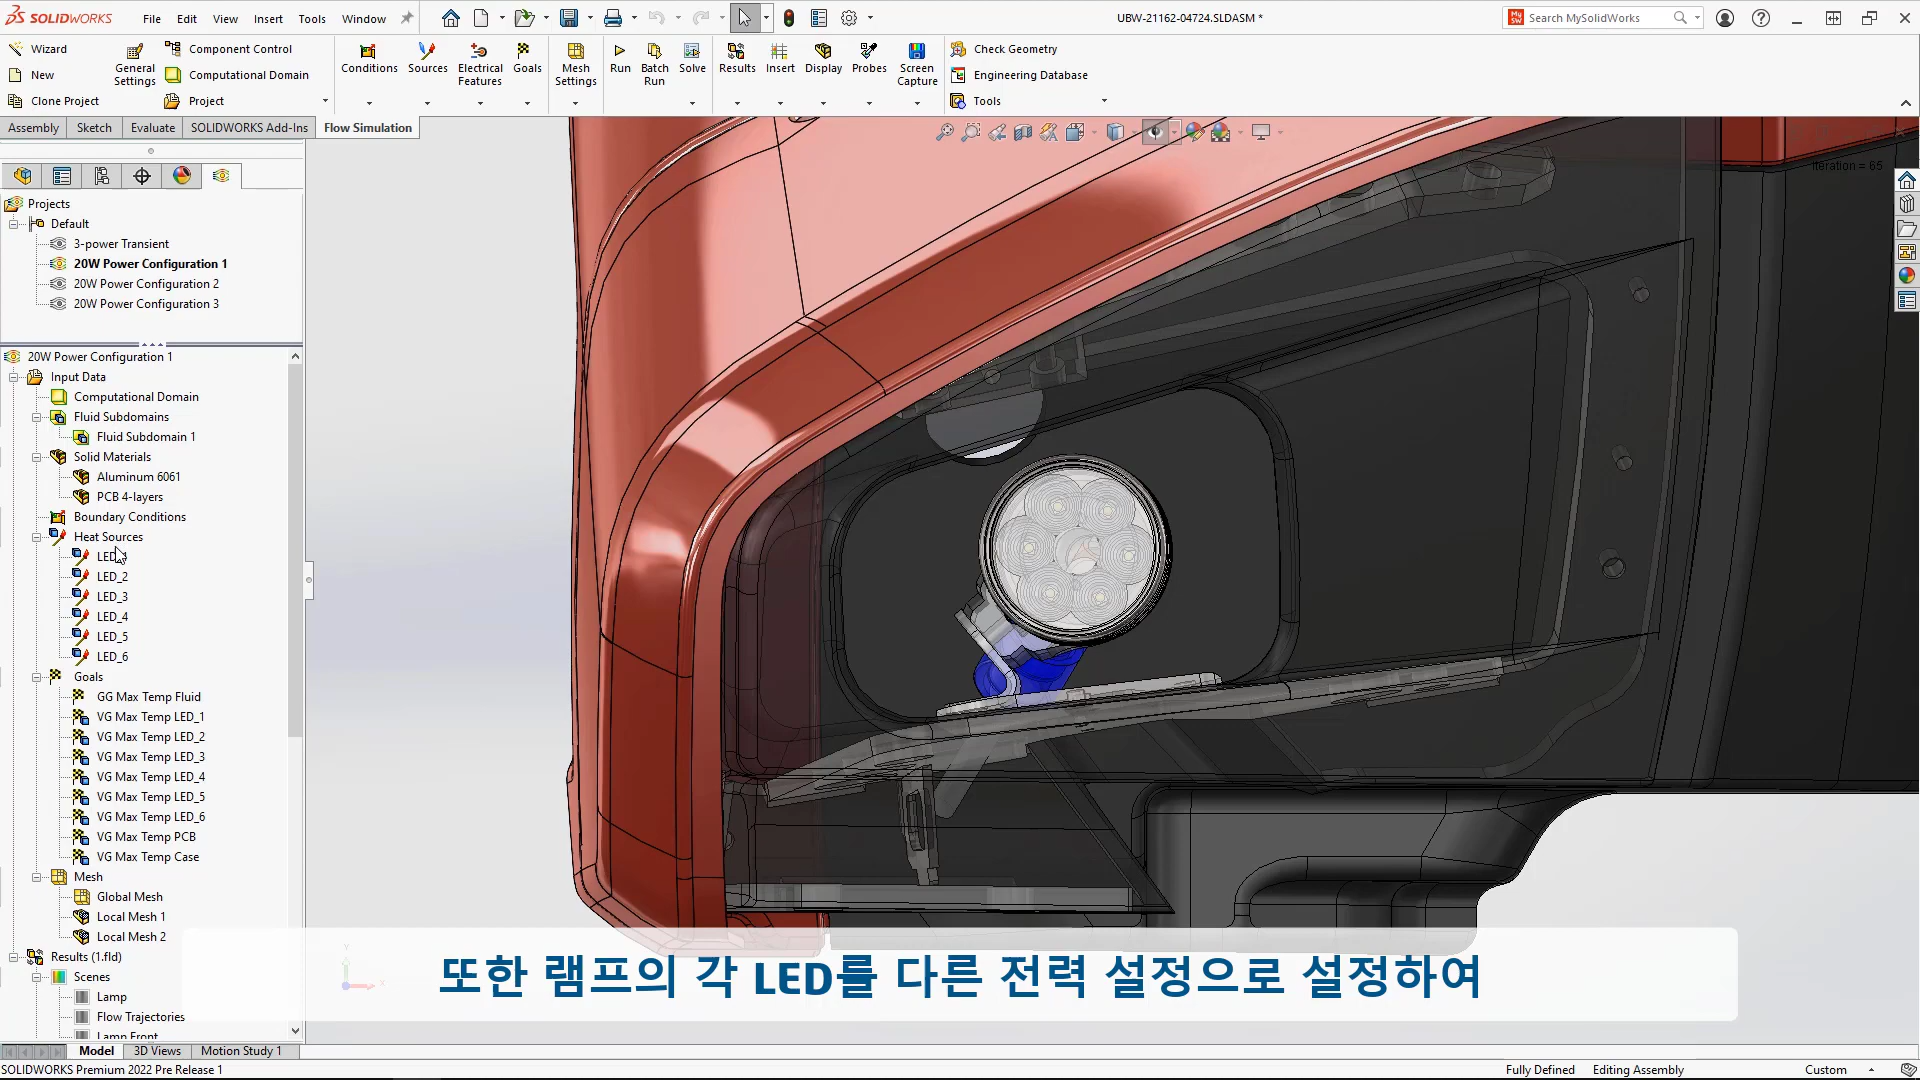 SOLIDWORKS
File Edit View Insert Tools Window
UBW-21162-04724.SLDASM *
Search MySolidWorks
Wizard
New
Clone Project
General Settings
Component Control
Computational Domain
Project
Conditions
Sources
Electrical Features
Goals
Mesh Settings
Run
Batch Run
Solve
Results
Insert
Display
Probes
Screen Capture
Check Geometry
Engineering Database
Tools
Assembly Sketch Evaluate SOLIDWORKS Add-Ins Flow Simulation
Iteration = 65
Projects
Default
3-power Transient
20W Power Configuration 1
20W Power Configuration 2
20W Power Configuration 3
20W Power Configuration 1
Input Data
Computational Domain
Fluid Subdomains
Fluid Subdomain 1
Solid Materials
Aluminum 6061
PCB 4-layers
Boundary Conditions
Heat Sources
LED_1
LED_2
LED_3
LED_4
LED_5
LED_6
Goals
GG Max Temp Fluid
VG Max Temp LED_1
VG Max Temp LED_2
VG Max Temp LED_3
VG Max Temp LED_4
VG Max Temp LED_5
VG Max Temp LED_6
VG Max Temp PCB
VG Max Temp Case
Mesh
Global Mesh
Local Mesh 1
Local Mesh 2
Results (1.fld)
Scenes
Lamp
Flow Trajectories
Lamp Front
또한 램프의 각 LED를 다른 전력 설정으로 설정하여
Model 3D Views Motion Study 1
SOLIDWORKS Premium 2022 Pre Release 1
Fully Defined Editing Assembly Custom